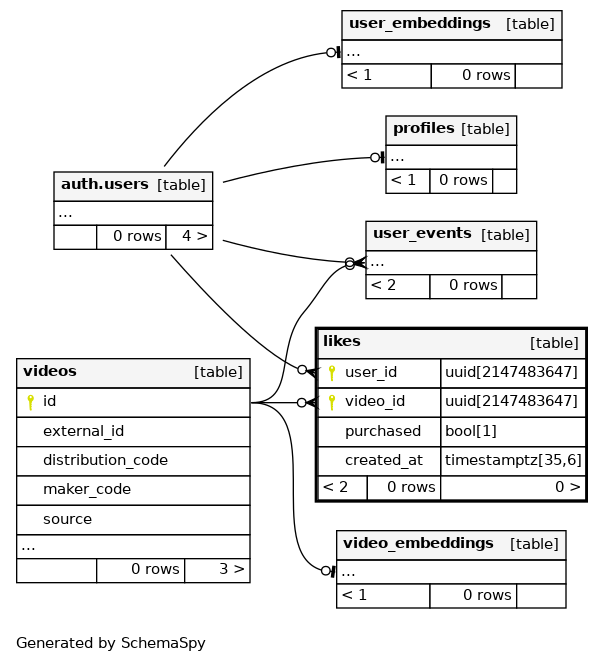 user_embeddings [table]
...
< 1 0 rows
profiles [table]
...
< 1 0 rows
auth.users [table]
...
0 rows 4 >
user_events [table]
...
< 2 0 rows
likes [table]
user_id uuid[2147483647]
video_id uuid[2147483647]
purchased bool[1]
created_at timestamptz[35,6]
< 2 0 rows 0 >
videos [table]
id
external_id
distribution_code
maker_code
source
...
0 rows 3 >
video_embeddings [table]
...
< 1 0 rows
Generated by SchemaSpy